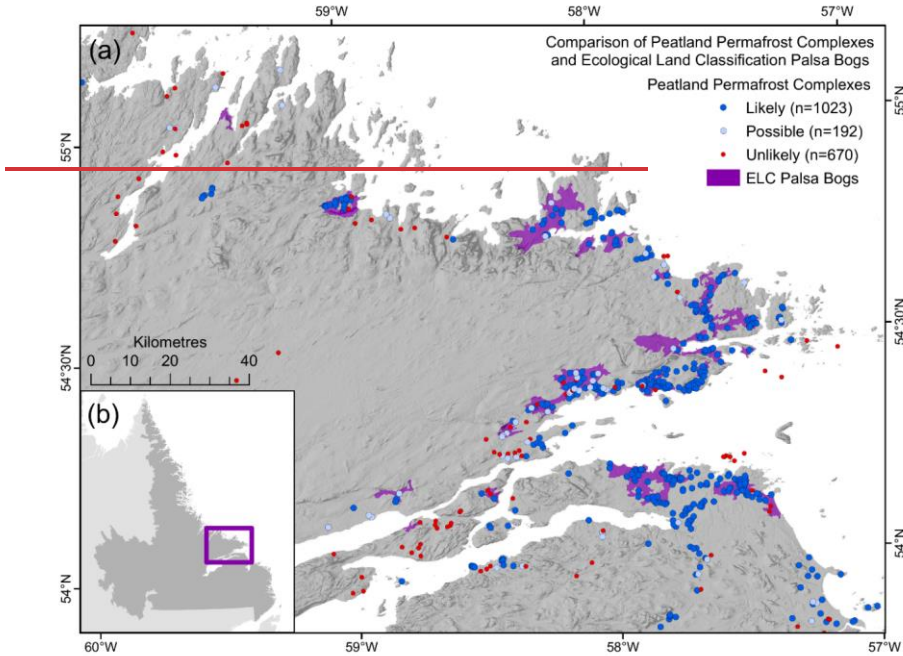 59°W 58°W 57°W
(a)
Comparison of Peatland Permafrost Complexes
and Ecological Land Classification Palsa Bogs
Peatland Permafrost Complexes
Likely (n=1023)
Possible (n=192)
Unlikely (n=670)
ELC Palsa Bogs
55°N
55°N
54°30'N
54°30'N
Kilometres
0 10 20 40
(b)
54°N
54°N
60°W 59°W 58°W 57°W